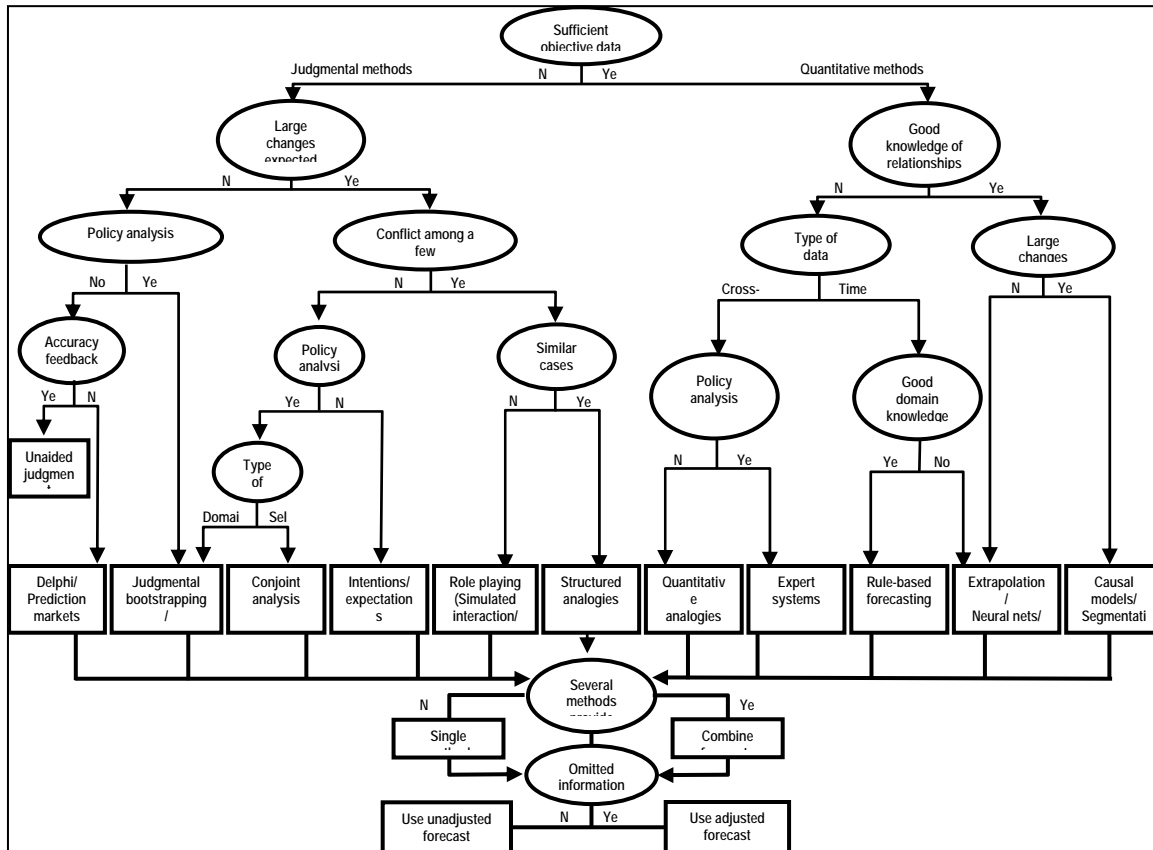 Sufficient
objective data
Judgmental methods
N
Ye
Quantitative methods
Large
changes
expected
Good
knowledge of
relationships
N
Ye
N
Ye
Policy analysis
Conflict among a
few
Type of
data
Large
changes
No
Ye
N
Ye
Cross-
Time
N
Ye
Accuracy
feedback
Policy
analysi
Similar
cases
Policy
analysis
Good
domain
knowledge
Ye
N
Ye
N
N
Ye
Unaided
judgmen
Type
of
N
Ye
Ye
No
Domai
Sel
Delphi/
Prediction
markets
Judgmental
bootstrapping
/
Conjoint
analysis
Intentions/
expectation
s
Role playing
(Simulated
interaction/
Structured
analogies
Quantitativ
e
analogies
Expert
systems
Rule-based
forecasting
Extrapolation
/
Neural nets/
Causal
models/
Segmentati
Several
methods
provide
N
Ye
Single
Combine
Omitted
information
N
Ye
Use unadjusted
forecast
Use adjusted
forecast